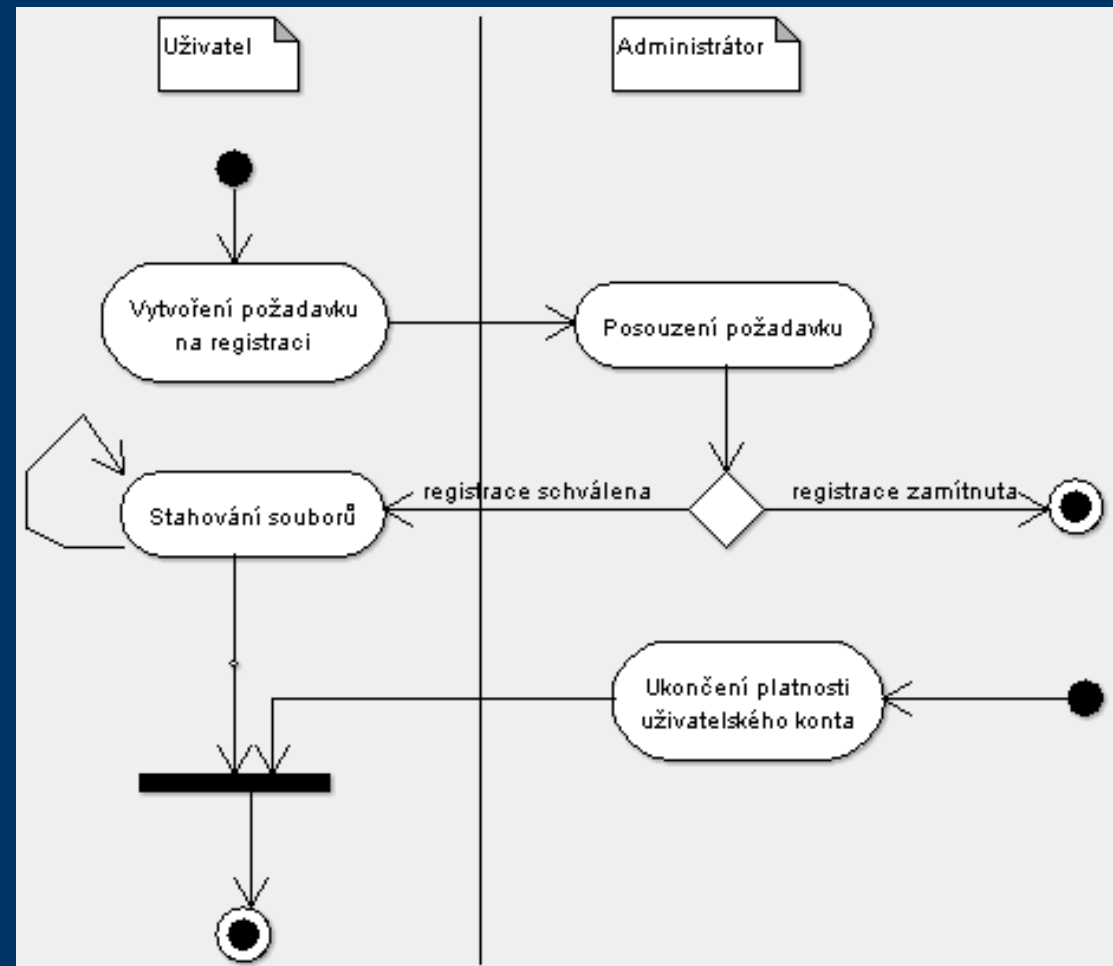 Uživatel
Administrátor
Vytvoření požadavku
na registraci
Posouzení požadavku
registrace schválena
registrace zamítnuta
Stahování souborů
Ukončení platnosti
uživatelského konta